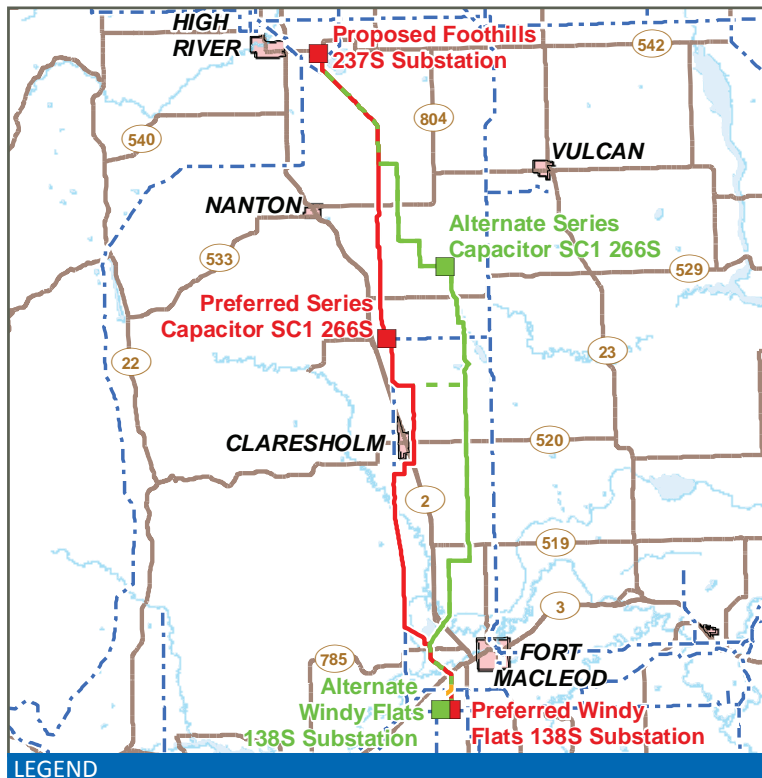 HIGH
RIVER
Proposed Foothills
237S Substation
542
804
540
VULCAN
NANTON
Alternate Series
Capacitor SC1 266S
533
529
Preferred Series
Capacitor SC1 266S
22
23
CLARESHOLM
520
2
519
3
785
FORT
MACLEOD
Alternate
Windy Flats
138S Substation
Preferred Windy
Flats 138S Substation
LEGEND